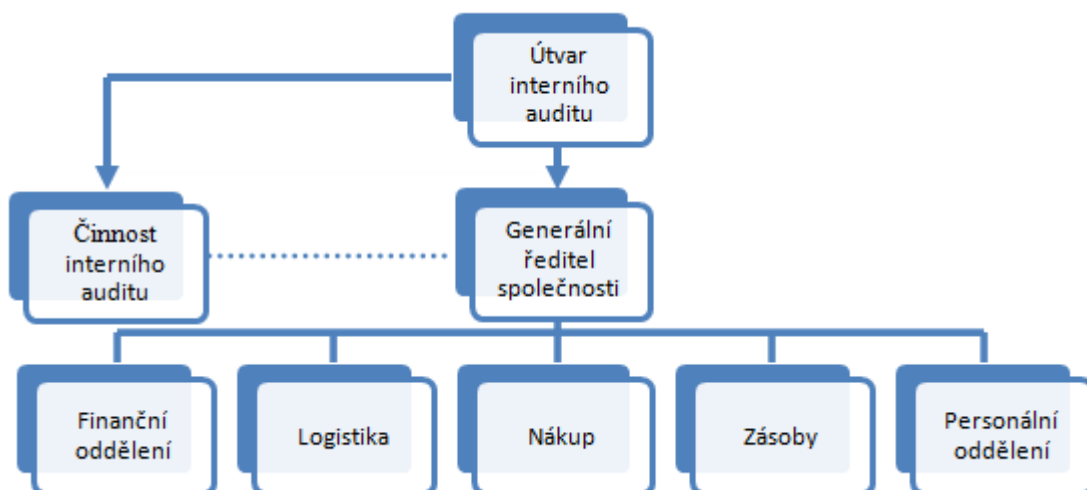 Útvar
interního
auditu
Činnost
interního
auditu
Generální
ředitel
společnosti
Finanční
oddělení
Logistika
Nákup
Zásoby
Personální
oddělení